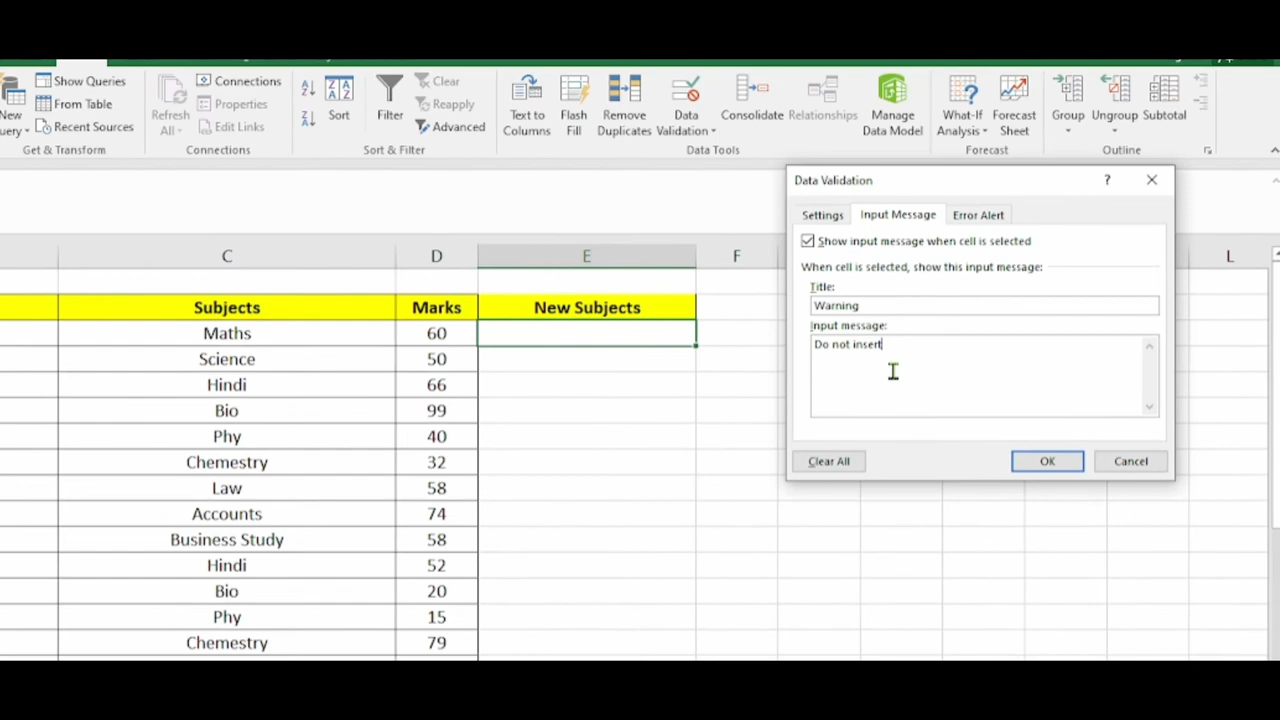 Show Queries
From Table
Recent Sources
New
uery
Get & Transform
Refresh
All
Connections
Properties
Edit Links
Connections
Sort
Filter
Clear
Reapply
Advanced
Sort & Filter
Text to
Columns
Flash
Fill
Remove
Duplicates
Data
Validation
Consolidate
Relationships
Manage
Data Model
Data Tools
What-If
Analysis
Forecast
Sheet
Forecast
Group
Ungroup
Subtotal
Outline
Data Validation
? ×
Settings Input Message Error Alert
Show input message when cell is selected
When cell is selected, show this input message:
Title:
Warning
Input message:
Do not insert
Clear All OK Cancel
C D E F L
Subjects Marks New Subjects
Maths 60
Science 50
Hindi 66
Bio 99
Phy 40
Chemestry 32
Law 58
Accounts 74
Business Study 58
Hindi 52
Bio 20
Phy 15
Chemestry 79